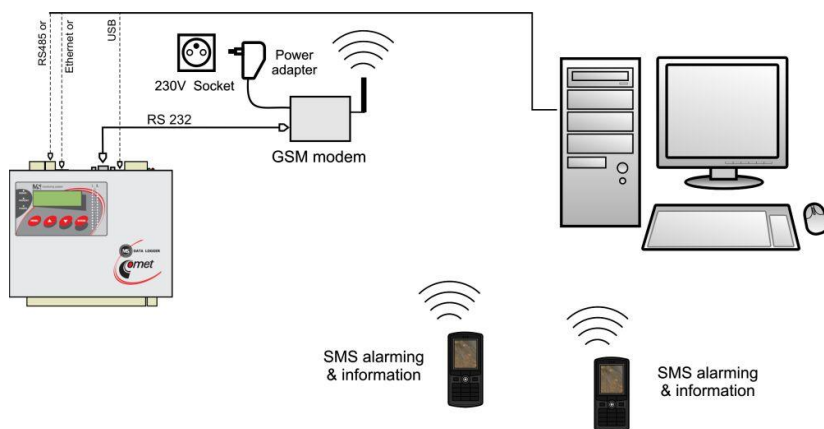 RS485 or
Ethernet or
USB
230V Socket
Power
adapter
RS 232
GSM modem
MS DATA LOGGER
Comet
SMS alarming
& information
SMS alarming
& information